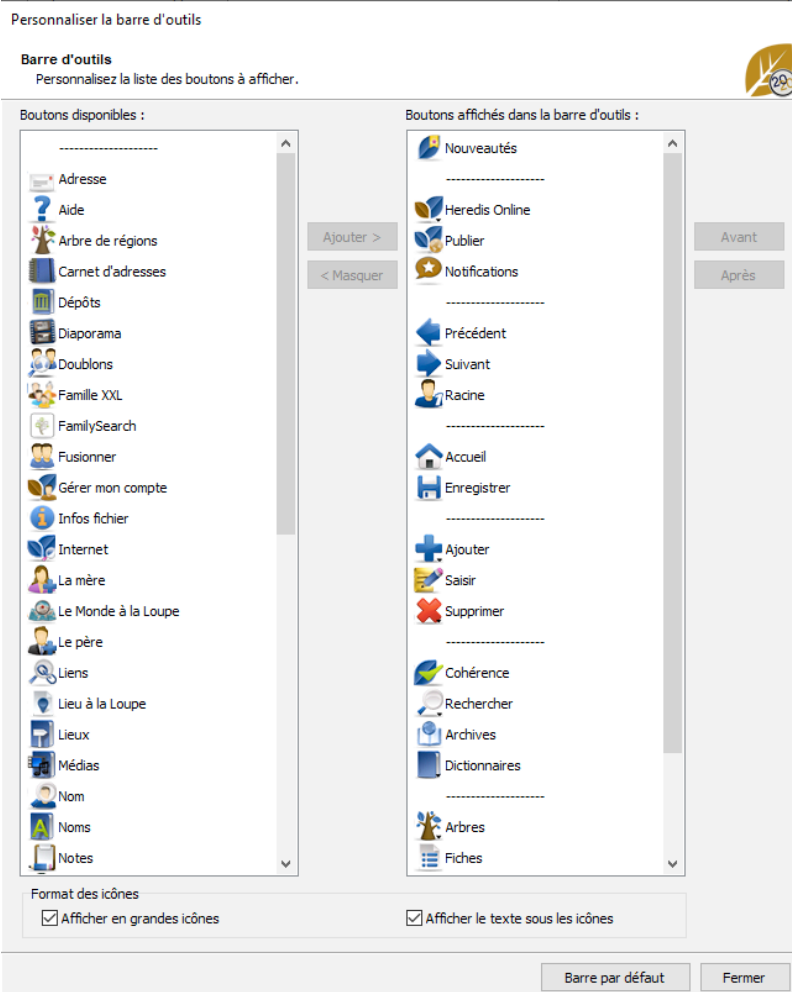 Personnaliser la barre d'outils
Barre d'outils
Personnalisez la liste des boutons à afficher.
20
Boutons disponibles :
--------------------
Adresse
Aide
Arbre de régions
Carnet d'adresses
Dépôts
Diaporama
Doublons
Famille XXL
FamilySearch
Fusionner
Gérer mon compte
Infos fichier
Internet
La mère
Le Monde à la Loupe
Le père
Liens
Lieu à la Loupe
Lieux
Médias
Nom
Noms
Notes
Ajouter >
< Masquer
Boutons affichés dans la barre d'outils :
Nouveautés
--------------------
Heredis Online
Publier
Notifications
--------------------
Précédent
Suivant
Racine
--------------------
Accueil
Enregistrer
--------------------
Ajouter
Saisir
Supprimer
--------------------
Cohérence
Rechercher
Archives
Dictionnaires
--------------------
Arbres
Fiches
Avant
Après
Format des icônes
Afficher en grandes icônes
Afficher le texte sous les icônes
Barre par défaut
Fermer